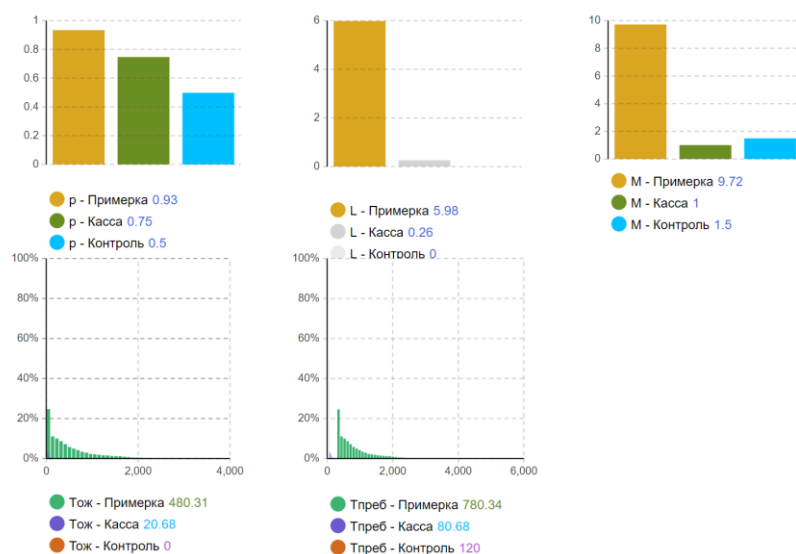 1
0.8
0.6
0.4
0.2
0
p - Примерка 0.93
p - Касса 0.75
p - Контроль 0.5
6
4
2
0
L - Примерка 5.98
L - Касса 0.26
L - Контроль 0
10
8
6
4
2
0
M - Примерка 9.72
M - Касса 1
M - Контроль 1.5
100%
80%
60%
40%
20%
0%
0 2,000 4,000
Тож - Примерка 480.31
Тож - Касса 20.68
Тож - Контроль 0
100%
80%
60%
40%
20%
0%
0 2,000 4,000 6,000
Тпреб - Примерка 780.34
Тпреб - Касса 80.68
Тпреб - Контроль 120